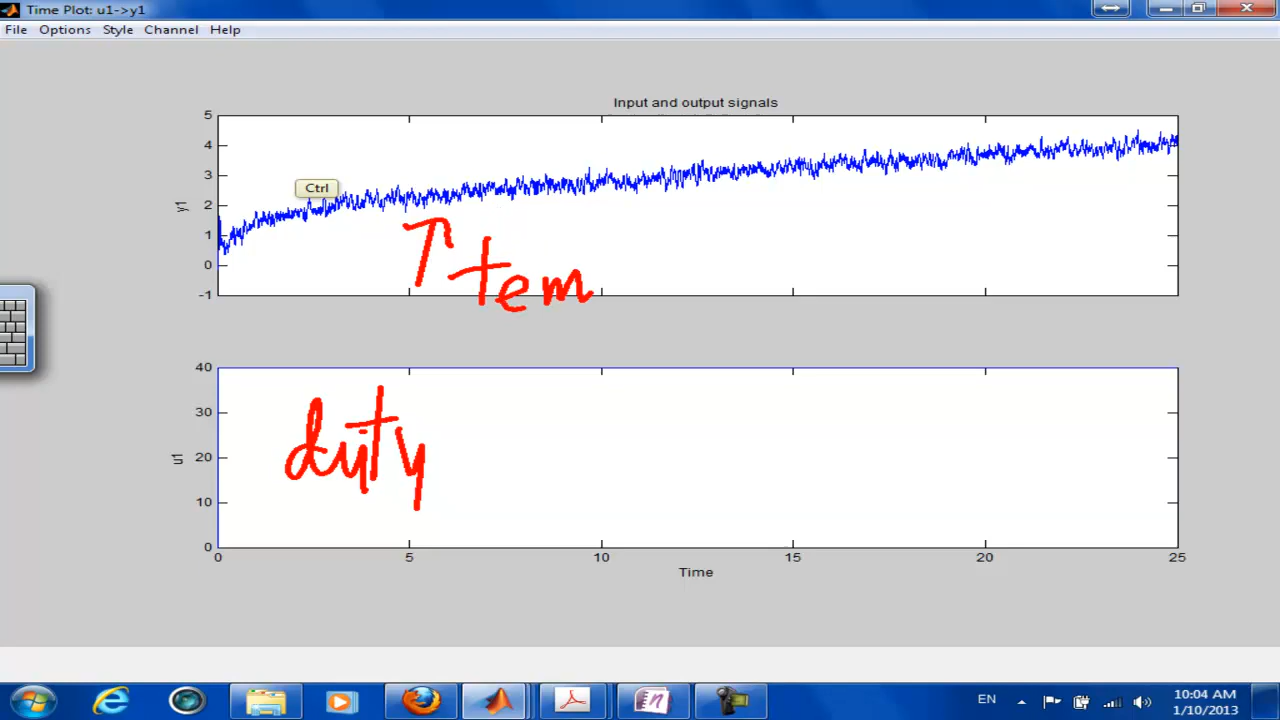 Time Plot: u1->y1
File Options Style Channel Help
Input and output signals
5
4
3
2
1
0
-1
y1
Ctrl
tem
40
30
20
10
0
u1
duty
0 5 10 15 20 25
Time
EN
10:04 AM
1/10/2013